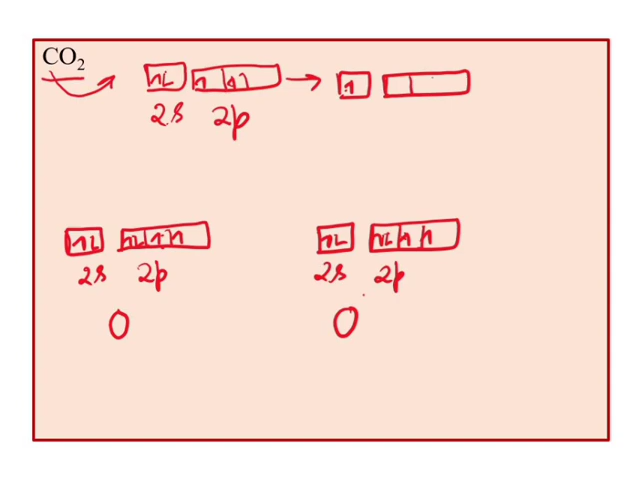 CO₂
2s 2p
2s 2p 2s 2p
O O